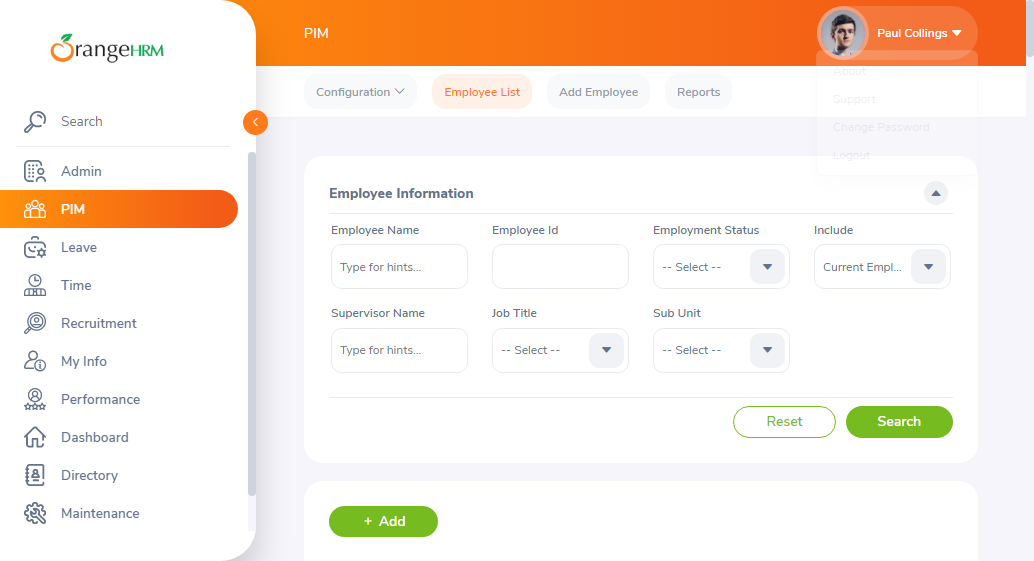 OrangeHRM
PIM
Paul Collings
About
Support
Change Password
Logout
Configuration
Employee List
Add Employee
Reports
Search
Admin
PIM
Leave
Time
Recruitment
My Info
Performance
Dashboard
Directory
Maintenance
Employee Information
Employee Name
Employee Id
Employment Status
Include
Type for hints...
-- Select --
Current Empl...
Supervisor Name
Job Title
Sub Unit
Type for hints...
-- Select --
-- Select --
Reset
Search
+ Add